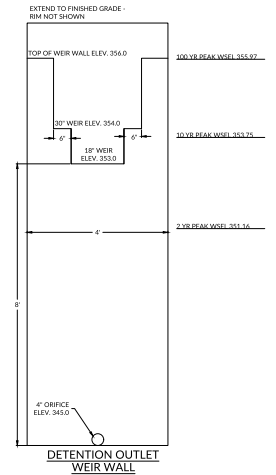 EXTEND TO FINISHED GRADE -
RIM NOT SHOWN
TOP OF WEIR WALL ELEV. 356.0
100 YR PEAK WSEL 355.97
30" WEIR ELEV. 354.0
10 YR PEAK WSEL 353.75
6"
6"
18" WEIR
ELEV. 353.0
2 YR PEAK WSEL 351.16
4'
8'
4" ORIFICE
ELEV. 345.0
DETENTION OUTLET
WEIR WALL